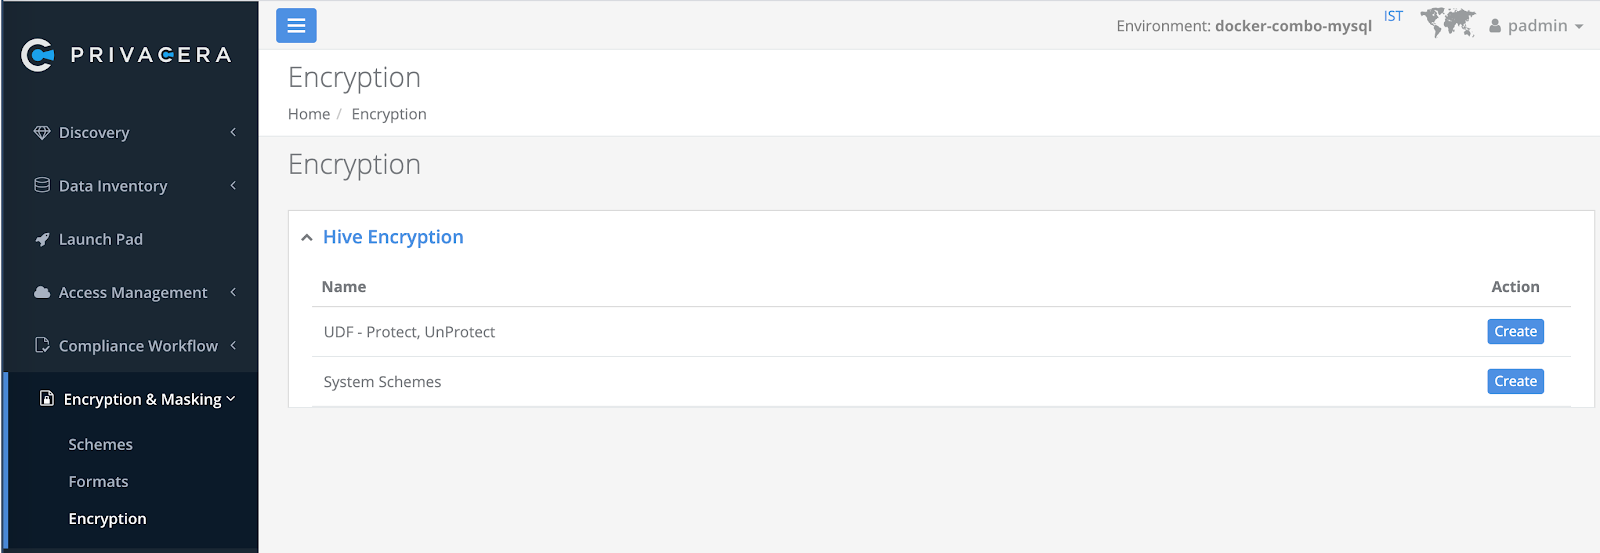 PRIVACERA
Discovery
Data Inventory
Launch Pad
Access Management
Compliance Workflow
Encryption & Masking
Schemes
Formats
Encryption
Environment: docker-combo-mysql IST padmin
Encryption
Home / Encryption
Encryption
Hive Encryption
Name Action
UDF - Protect, UnProtect Create
System Schemes Create